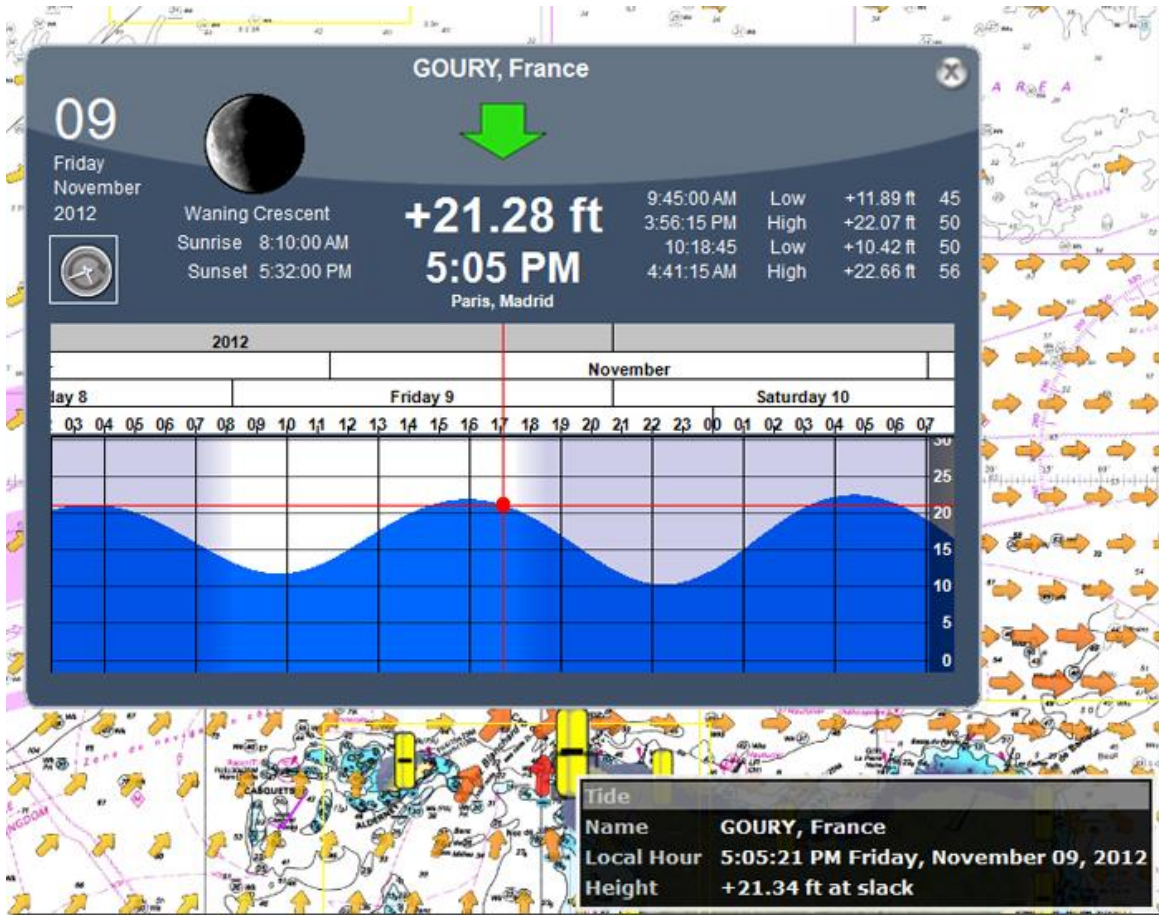 GOURY, France
09
Friday
November
2012
Waning Crescent
Sunrise 8:10:00 AM
Sunset 5:32:00 PM
+21.28 ft
5:05 PM
Paris, Madrid
9:45:00 AM Low +11.89 ft 45
3:56:15 PM High +22.07 ft 50
10:18:45 Low +10.42 ft 50
4:41:15 AM High +22.66 ft 56
2012
November
day 8 Friday 9 Saturday 10
03 04 05 06 07 08 09 10 11 12 13 14 15 16 17 18 19 20 21 22 23 00 01 02 03 04 05 06 07
30
25
20
15
10
5
0
A R E A
CASQUETS
ALDERNEY
Tide
Name GOURY, France
Local Hour 5:05:21 PM Friday, November 09, 2012
Height +21.34 ft at slack